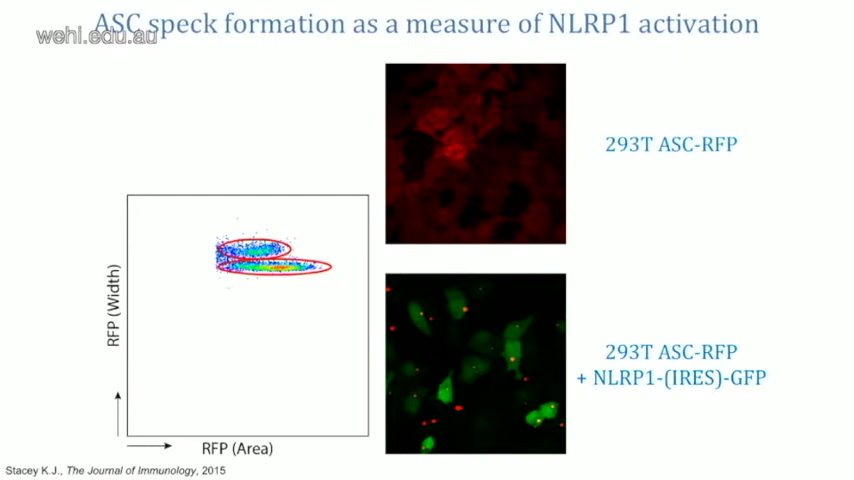 ASC speck formation as a measure of NLRP1 activation
wehi.edu.au
293T ASC-RFP
RFP (Width)
RFP (Area)
293T ASC-RFP
+ NLRP1-(IRES)-GFP
Stacey K.J., The Journal of Immunology, 2015